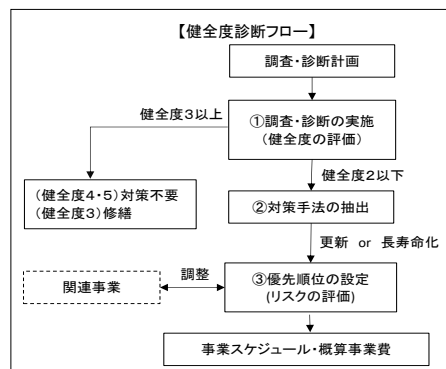 【健全度診断フロー】
調査・診断計画
健全度3以上
①調査・診断の実施
(健全度の評価)
健全度2以下
(健全度4・5)対策不要
(健全度3)修繕
②対策手法の抽出
更新 or 長寿命化
関連事業
調整
③優先順位の設定
(リスクの評価)
事業スケジュール・概算事業費